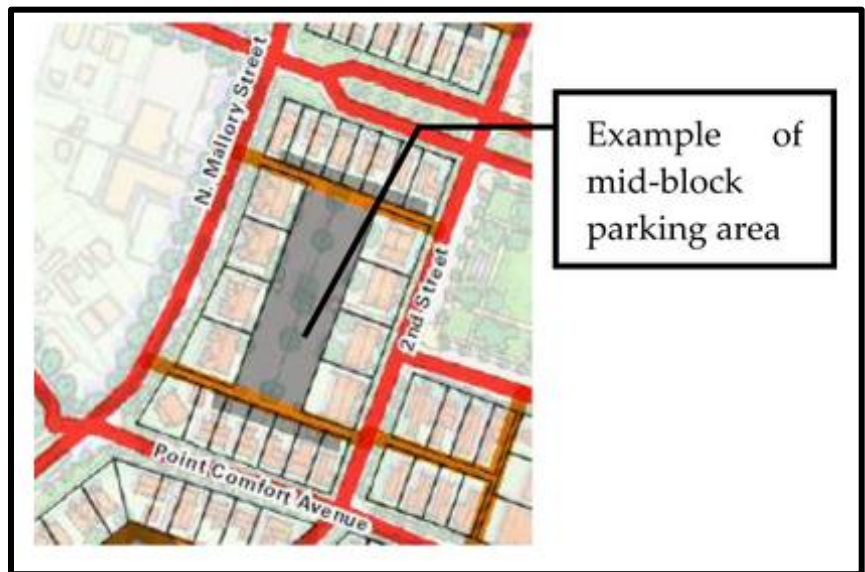 N. Mallory Street
Example of
mid-block
parking area
2nd Street
Point Comfort Avenue